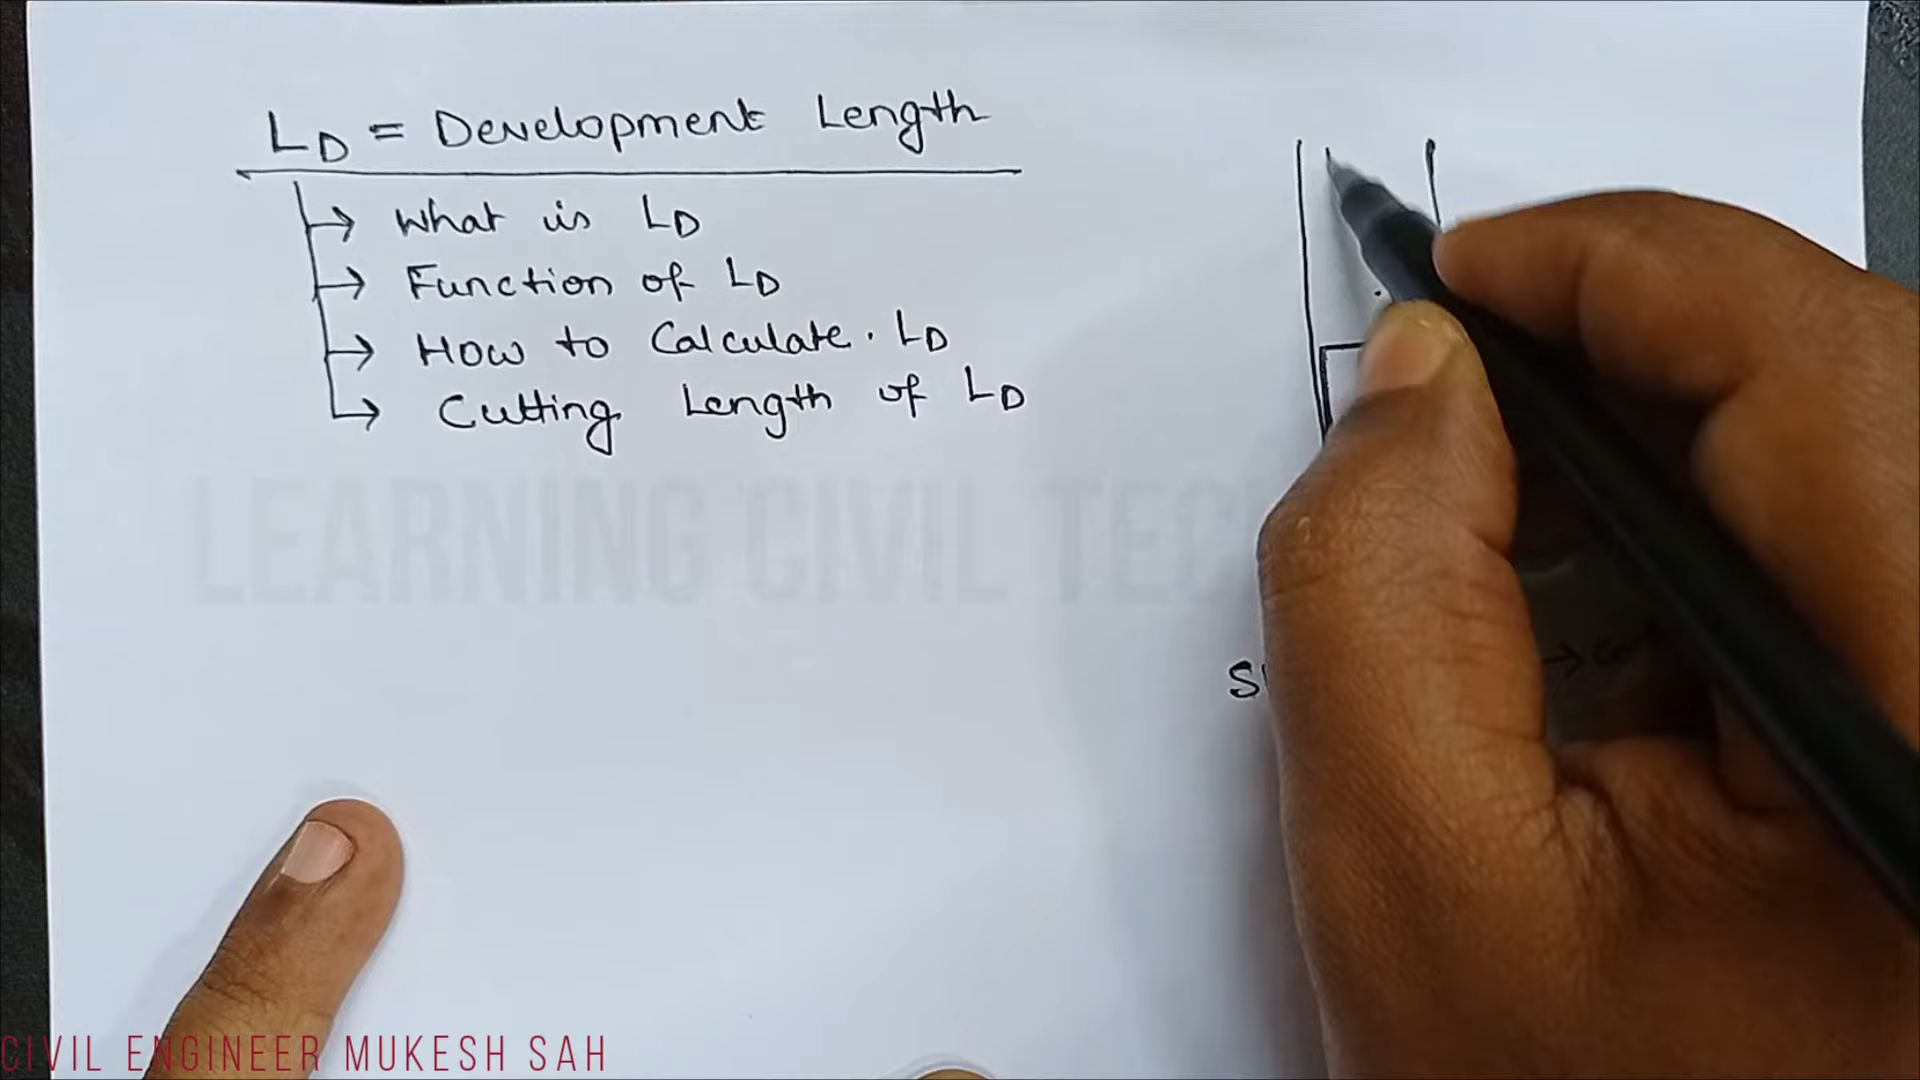 LD = Development Length
→ What is LD
→ Function of LD
→ How to Calculate. LD
→ Cutting Length of LD
LEARNING CIVIL TEC
CIVIL ENGINEER MUKESH SAH